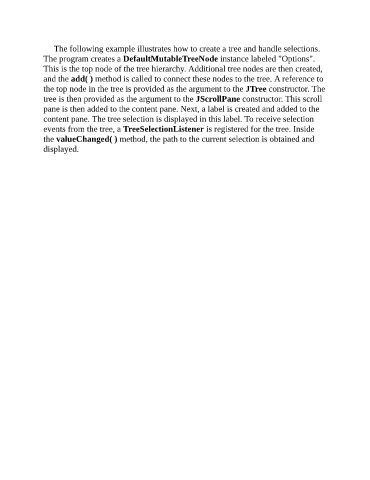 The following example illustrates how to create a tree and handle selections.
The program creates a DefaultMutableTreeNode instance labeled "Options".
This is the top node of the tree hierarchy. Additional tree nodes are then created,
and the add( ) method is called to connect these nodes to the tree. A reference to
the top node in the tree is provided as the argument to the JTree constructor. The
tree is then provided as the argument to the JScrollPane constructor. This scroll
pane is then added to the content pane. Next, a label is created and added to the
content pane. The tree selection is displayed in this label. To receive selection
events from the tree, a TreeSelectionListener is registered for the tree. Inside
the valueChanged( ) method, the path to the current selection is obtained and
displayed.